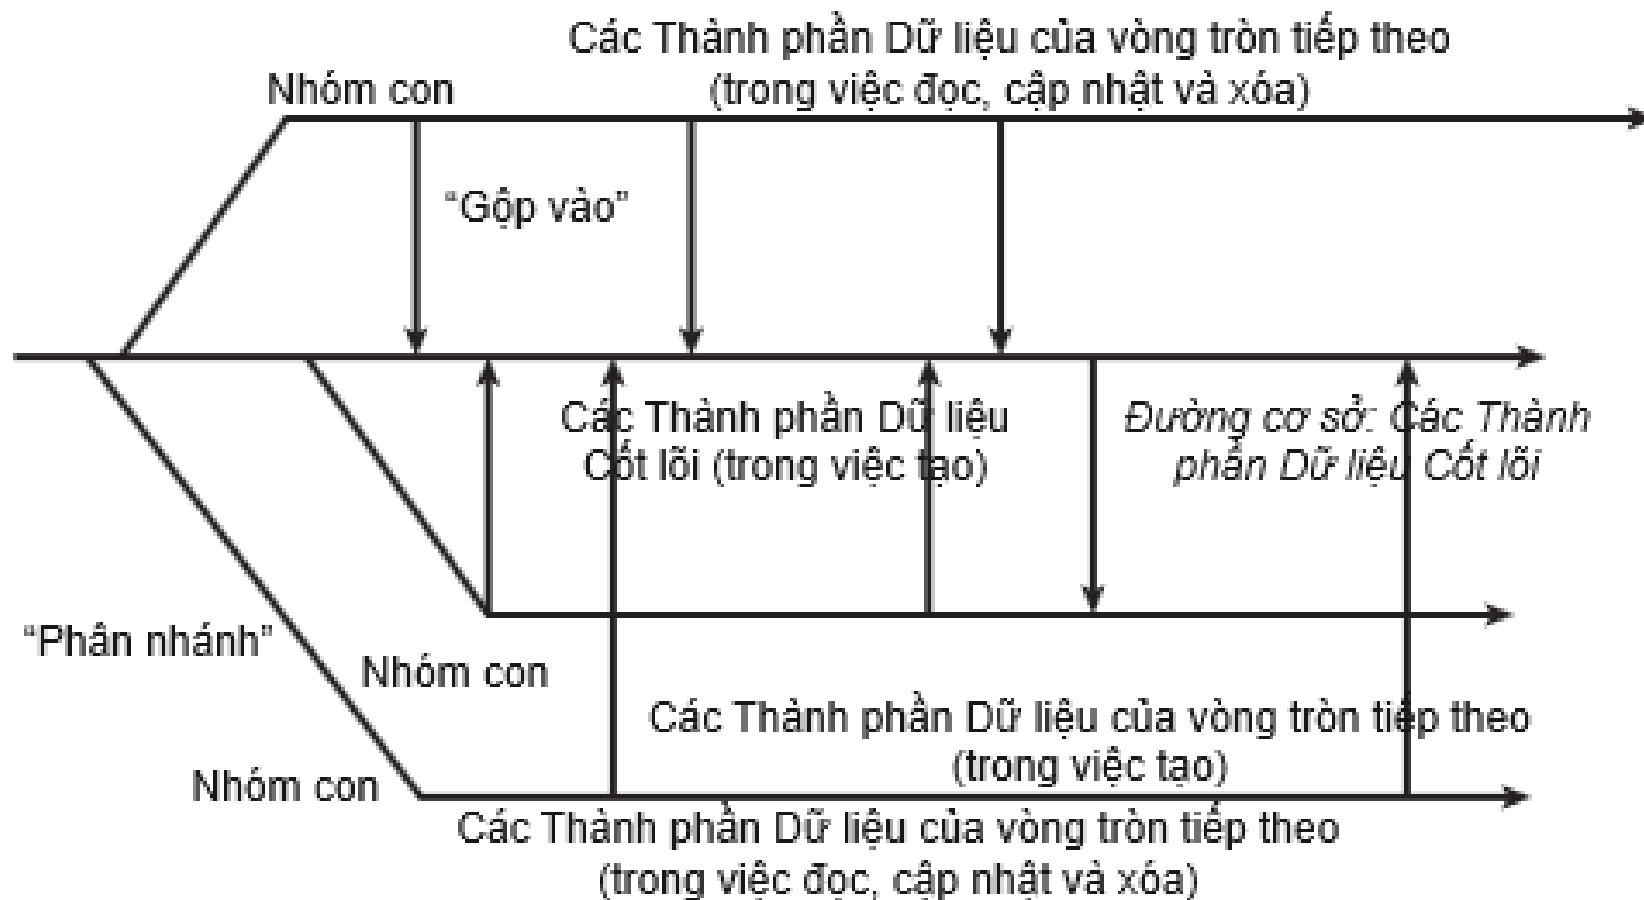 Các Thành phần Dữ liệu của vòng tròn tiếp theo
(trong việc đọc, cập nhật và xóa)
Nhóm con
“Gộp vào”
Các Thành phần Dữ liệu
Cốt lõi (trong việc tạo)
Đường cơ sở: Các Thành
phần Dữ liệu Cốt lõi
“Phân nhánh”
Nhóm con
Các Thành phần Dữ liệu của vòng tròn tiếp theo
(trong việc tạo)
Nhóm con
Các Thành phần Dữ liệu của vòng tròn tiếp theo
(trong việc đọc, cập nhật và xóa)